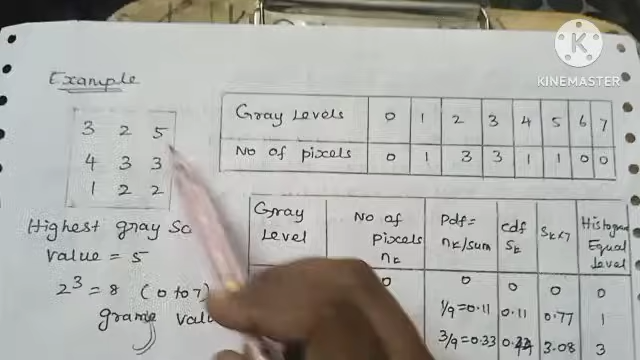 KINEMASTER
Example
3 2 5
4 3 3
1 2 2
Highest gray Sc
value = 5
2³ = 8 (0 to 7)
value
Gray Levels 0 1 2 3 4 5 6 7
No of pixels 0 1 3 3 1 1 0 0
Gray Level No of Pixels nk Pdf = nk/sum cdf Sk Sk×7 Histogram Equal Level
0 0 0 0 0
1/9=0.11 0.11 0.77 1
3/9=0.33 3.08 3